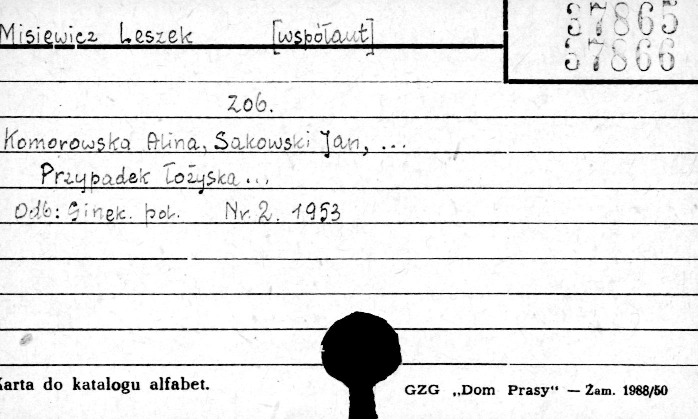 Misiewicz Leszek [współaut]
37865
37866
zob.
Komorowska Alina, Sakowski Jan, ...
Przypadek Łożyska...
Odb: Ginek. pol. Nr. 2. 1953
Karta do katalogu alfabet.
GZG „Dom Prasy" — Zam. 1988/50